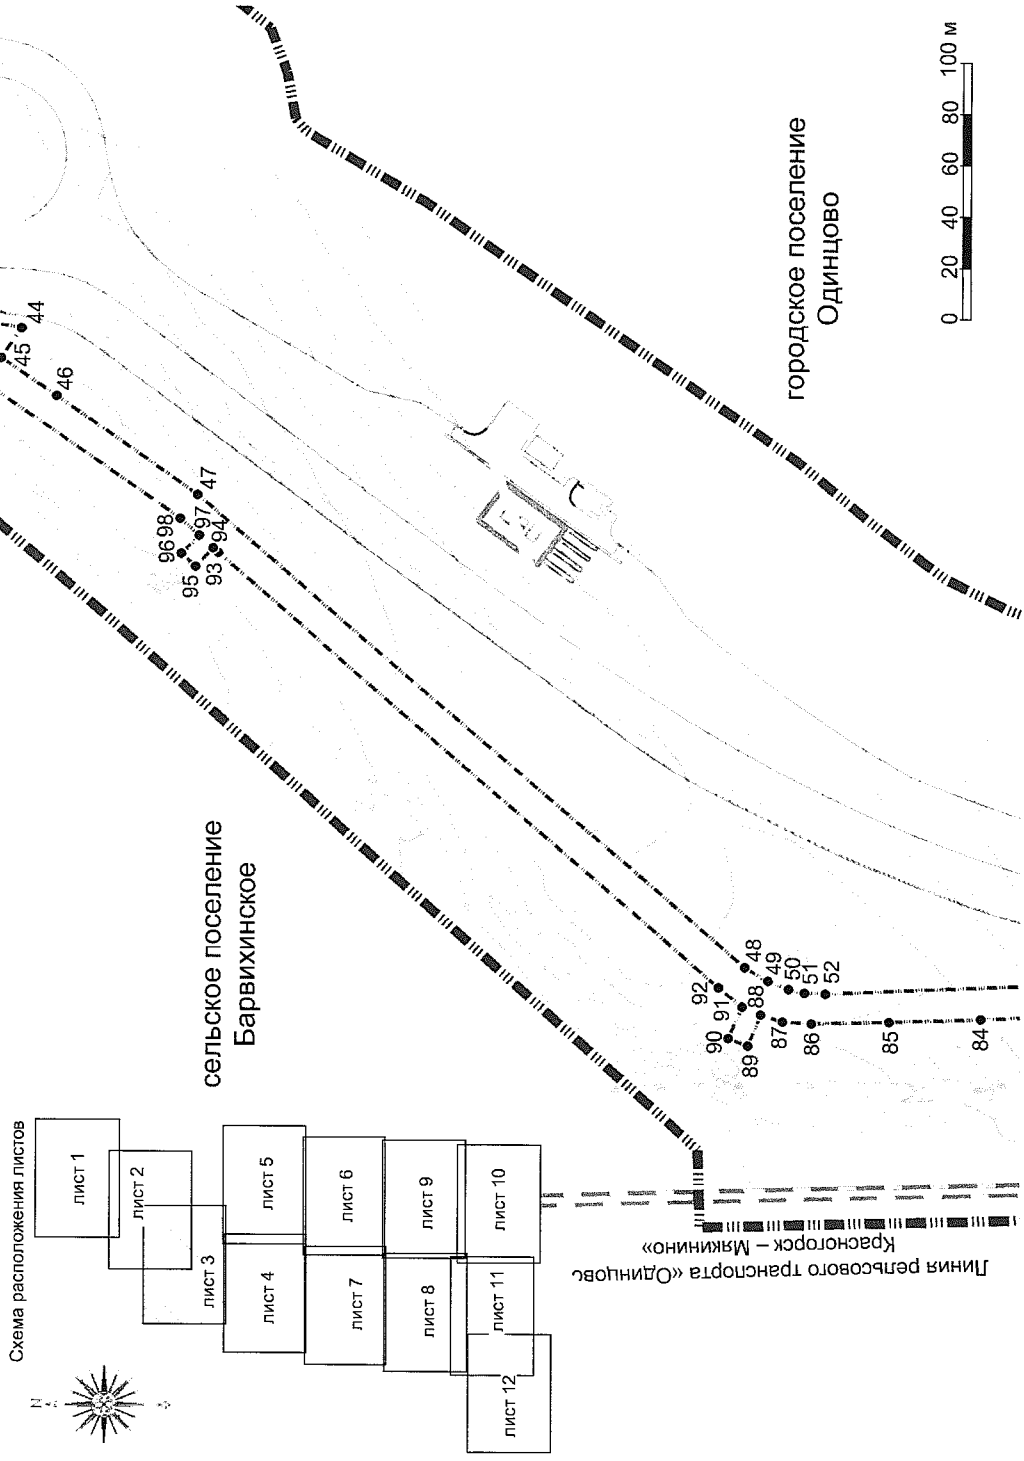 Схема расположения листов
N
лист 1
лист 2
лист 3
лист 5
лист 4
лист 6
лист 7
лист 9
лист 8
лист 10
лист 11
лист 12
сельское поселение
Барвихинское
городское поселение
Одинцово
Линия рельсового транспорта «Одинцово
Красногорск – Мякинино»
0 20 40 60 80 100 м
44
45
46
47
98
97
96
95
94
93
92
91
90
89
88
87
86
85
84
48
49
50
51
52